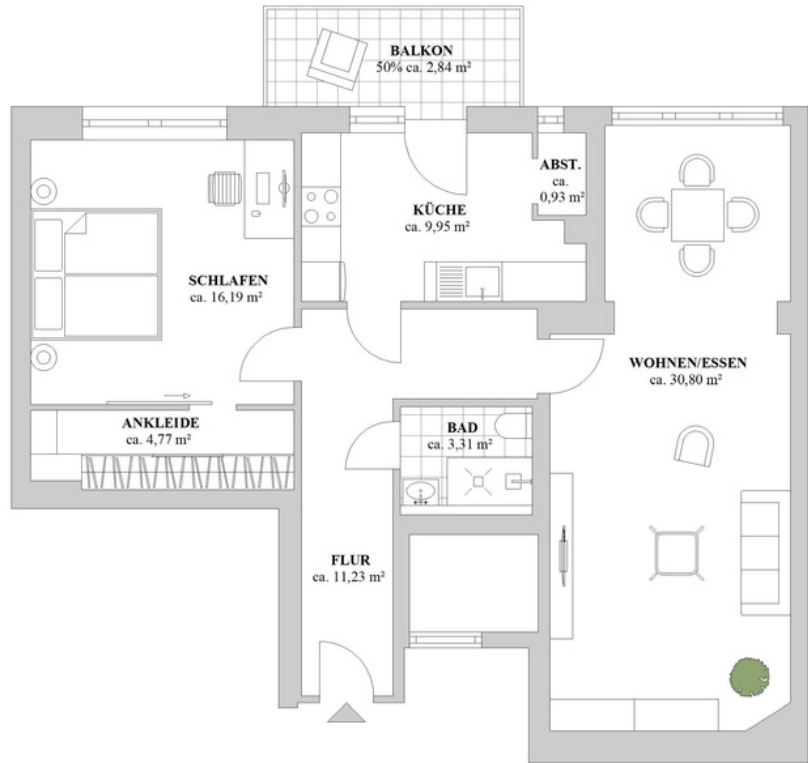 BALKON
50% ca. 2,84 m²
ABST.
ca.
0,93 m²
KÜCHE
ca. 9,95 m²
SCHLAFEN
ca. 16,19 m²
WOHNEN/ESSEN
ca. 30,80 m²
ANKLEIDE
ca. 4,77 m²
BAD
ca. 3,31 m²
FLUR
ca. 11,23 m²